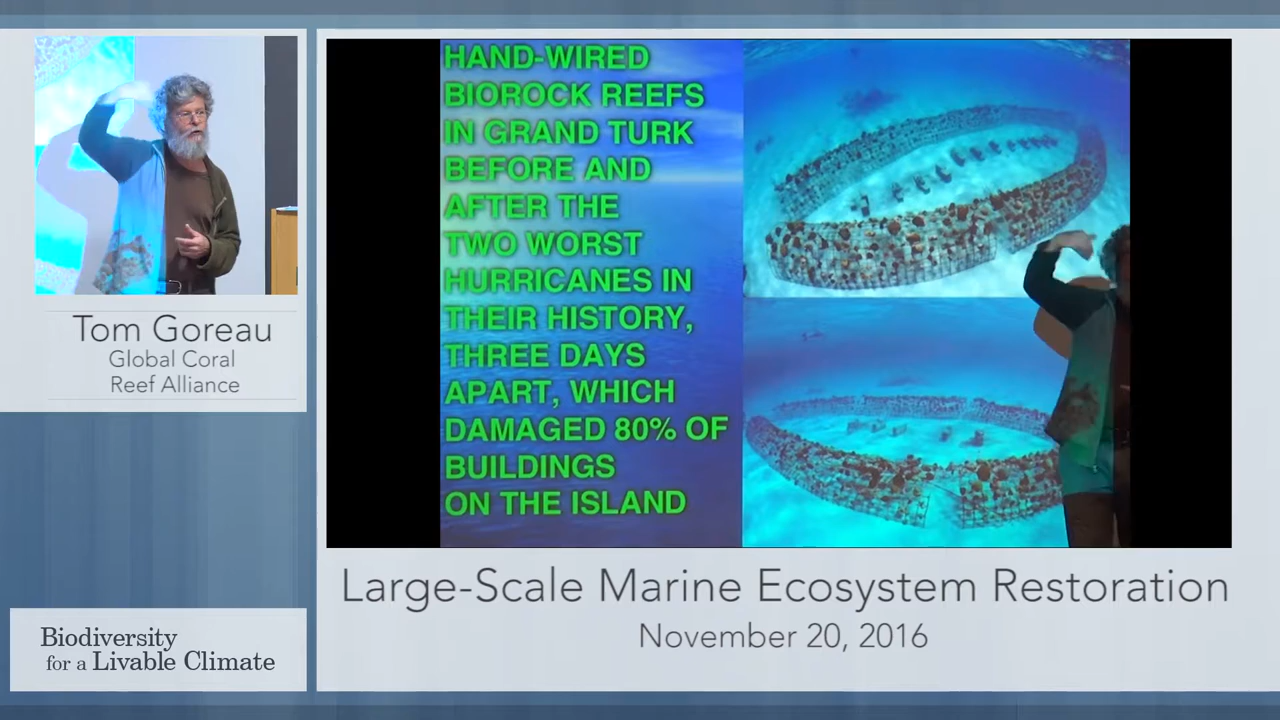 Tom Goreau
Global Coral
Reef Alliance
HAND-WIRED
BIOROCK REEFS
IN GRAND TURK
BEFORE AND
AFTER THE
TWO WORST
HURRICANES IN
THEIR HISTORY,
THREE DAYS
APART, WHICH
DAMAGED 80% OF
BUILDINGS
ON THE ISLAND
Large-Scale Marine Ecosystem Restoration
November 20, 2016
Biodiversity
for a Livable Climate